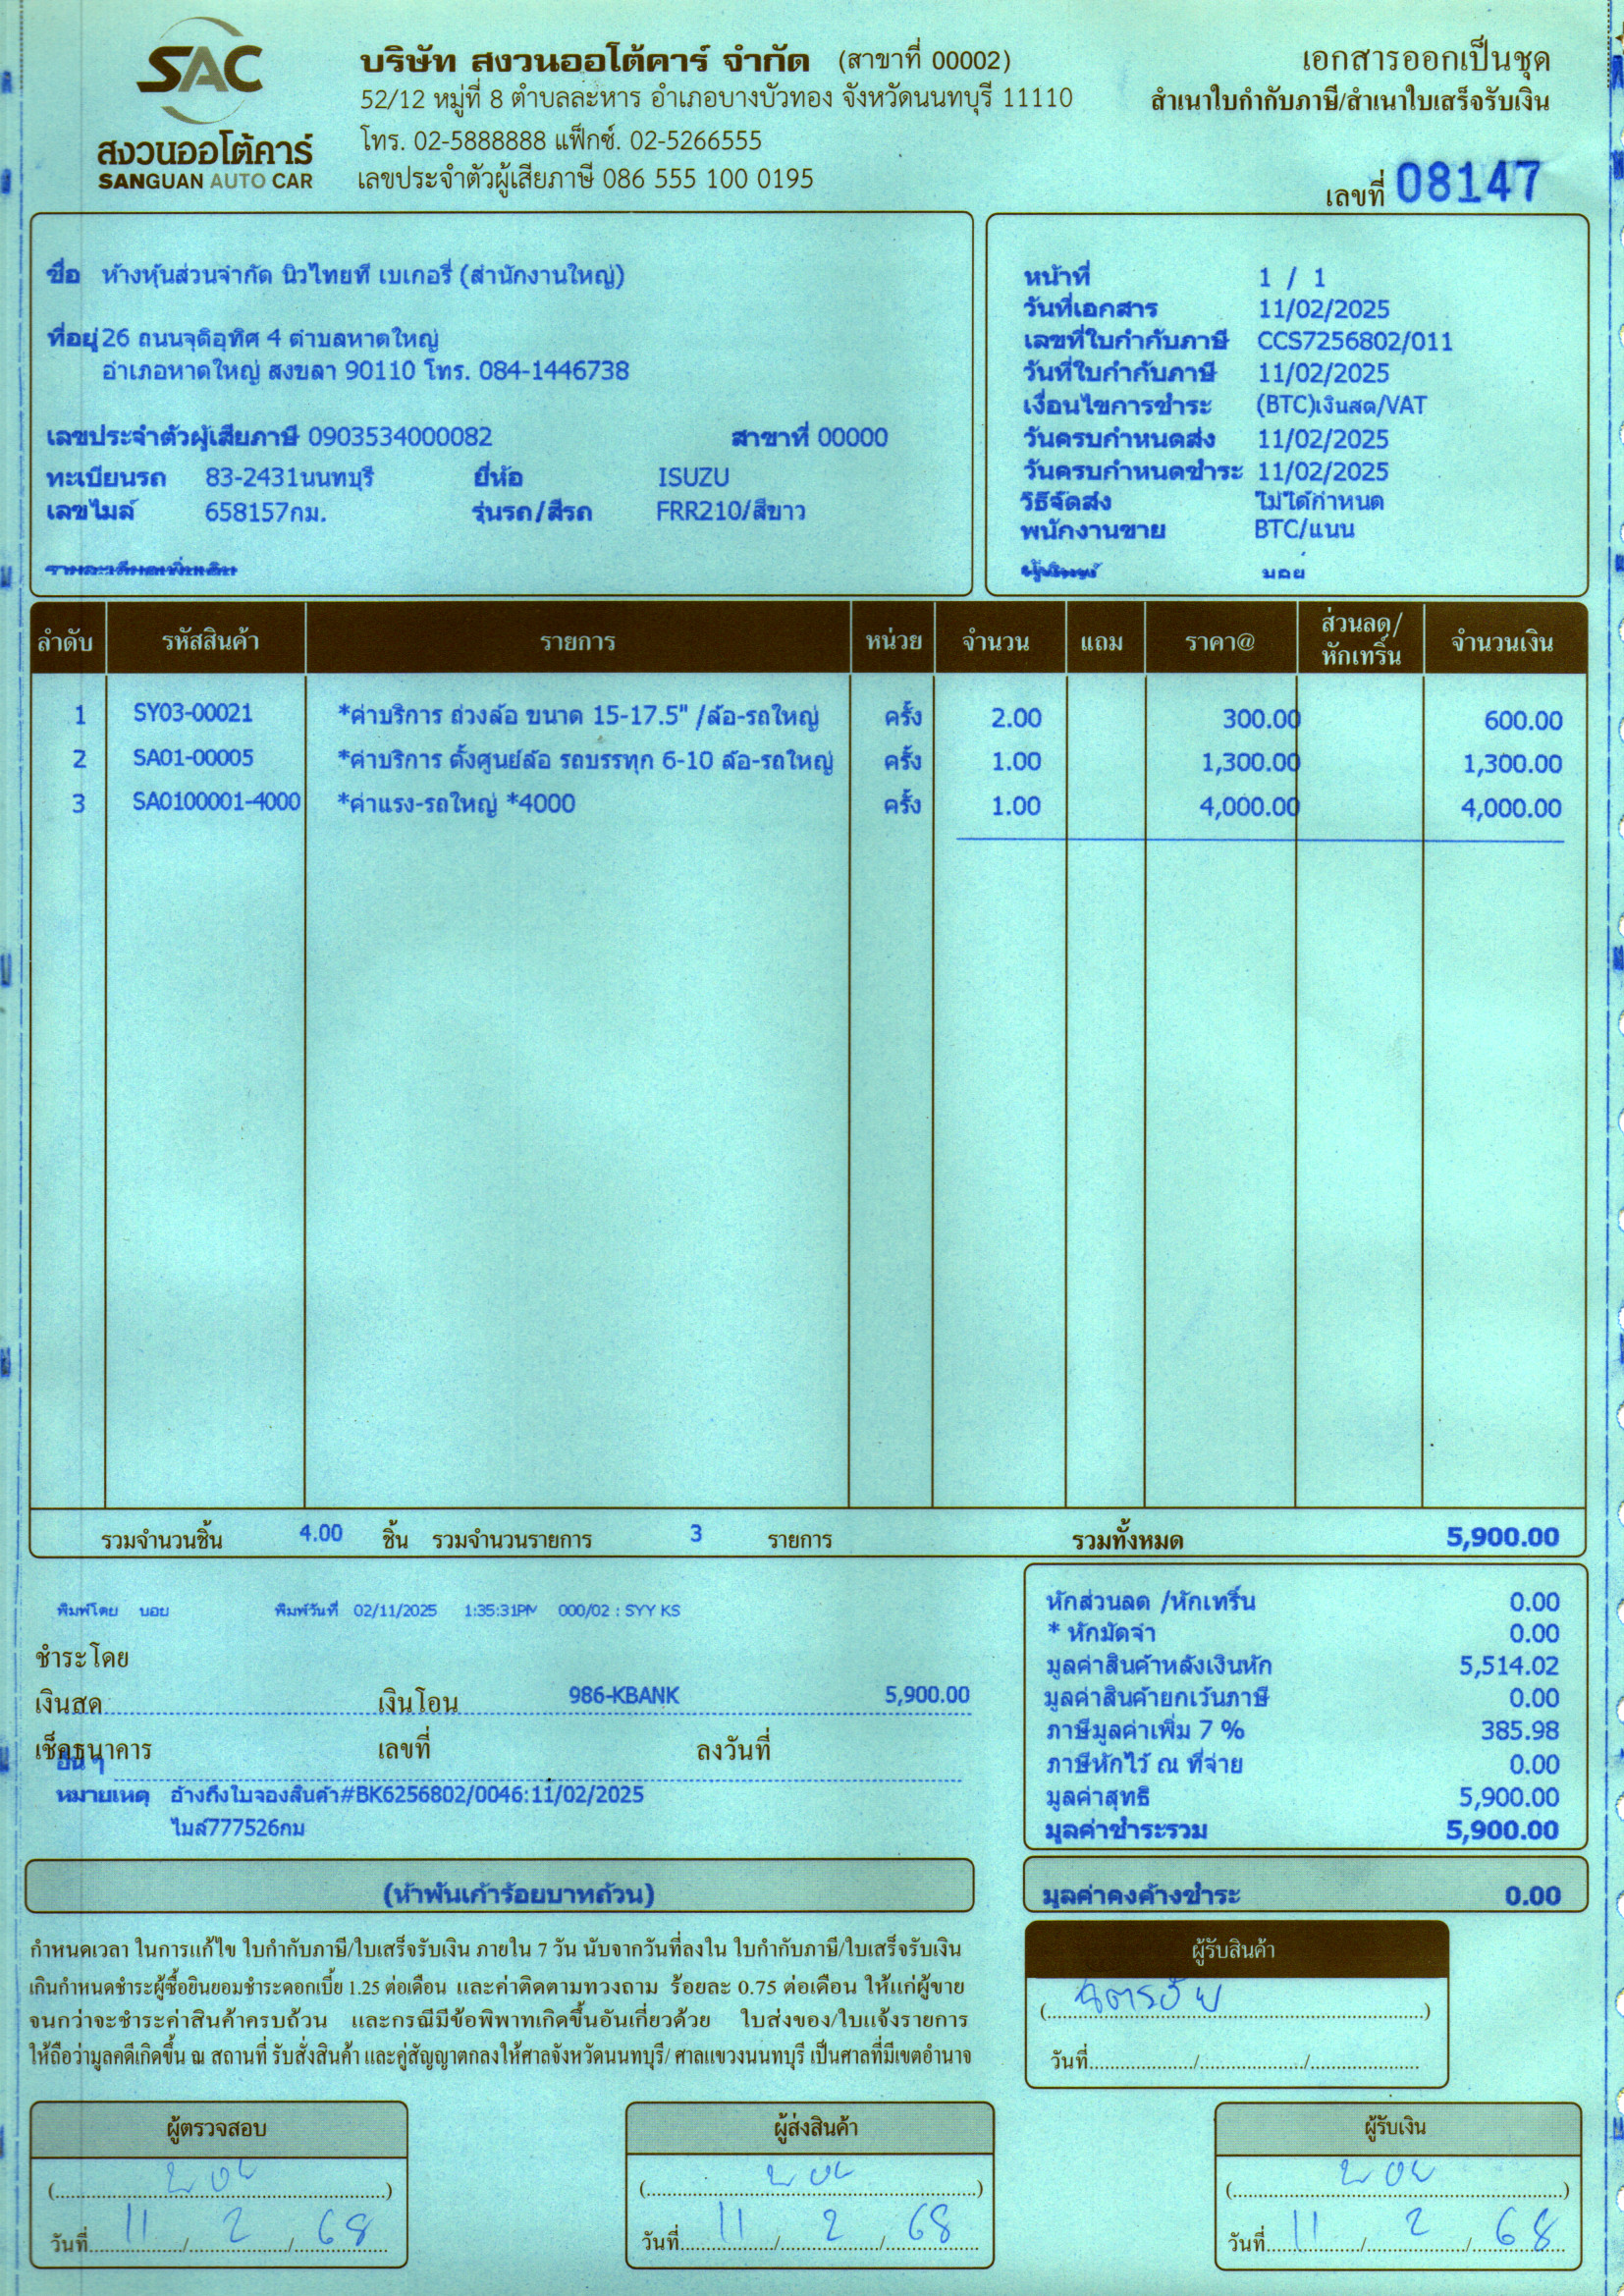 SAC
สงวนออโต้คาร์
SANGUAN AUTO CAR
บริษัท สงวนออโต้คาร์ จำกัด (สาขาที่ 00002)
52/12 หมู่ที่ 8 ตำบลละหาร อำเภอบางบัวทอง จังหวัดนนทบุรี 11110
โทร. 02-5888888 แฟ็กซ์. 02-5266555
เลขประจำตัวผู้เสียภาษี 086 555 100 0195
เอกสารออกเป็นชุด
สำเนาใบกำกับภาษี/สำเนาใบเสร็จรับเงิน
เลขที่ 08147
ชื่อ ห้างหุ้นส่วนจำกัด นิวไทยที เบเกอรี่ (สำนักงานใหญ่)
ที่อยู่ 26 ถนนจุติอุทิศ 4 ตำบลหาดใหญ่
อำเภอหาดใหญ่ สงขลา 90110 โทร. 084-1446738
เลขประจำตัวผู้เสียภาษี 0903534000082 สาขาที่ 00000
ทะเบียนรถ 83-2431นนทบุรี ยี่ห้อ ISUZU
เลขไมล์ 658157กม. รุ่นรถ/สีรถ FRR210/สีขาว
หน้าที่ 1 / 1
วันที่เอกสาร 11/02/2025
เลขที่ใบกำกับภาษี CCS7256802/011
วันที่ใบกำกับภาษี 11/02/2025
เงื่อนไขการชำระ (BTC)เงินสด/VAT
วันครบกำหนดส่ง 11/02/2025
วันครบกำหนดชำระ 11/02/2025
วิธีจัดส่ง ไม่ได้กำหนด
พนักงานขาย BTC/แนน
ลำดับ รหัสสินค้า รายการ หน่วย จำนวน แถม ราคา@ ส่วนลด/หักเทริ์น จำนวนเงิน
1 SY03-00021 *ค่าบริการ ถ่วงล้อ ขนาด 15-17.5" /ล้อ-รถใหญ่ ครั้ง 2.00 300.00 600.00
2 SA01-00005 *ค่าบริการ ตั้งศูนย์ล้อ รถบรรทุก 6-10 ล้อ-รถใหญ่ ครั้ง 1.00 1,300.00 1,300.00
3 SA0100001-4000 *ค่าแรง-รถใหญ่ *4000 ครั้ง 1.00 4,000.00 4,000.00
รวมจำนวนชิ้น 4.00 ชิ้น รวมจำนวนรายการ 3 รายการ รวมทั้งหมด 5,900.00
พิมพ์โดย บอย พิมพ์วันที่ 02/11/2025 1:35:31PM 000/02 : SYY KS
ชำระโดย
เงินสด เงินโอน 986-KBANK 5,900.00
เช็คธนาคาร เลขที่ ลงวันที่
อื่น ๆ
หมายเหตุ อ้างถึงใบจองสินค้า#BK6256802/0046:11/02/2025
ไมล์777526กม
หักส่วนลด /หักเทริ์น 0.00
* หักมัดจำ 0.00
มูลค่าสินค้าหลังเงินหัก 5,514.02
มูลค่าสินค้ายกเว้นภาษี 0.00
ภาษีมูลค่าเพิ่ม 7 % 385.98
ภาษีหักไว้ ณ ที่จ่าย 0.00
มูลค่าสุทธิ 5,900.00
มูลค่าชำระรวม 5,900.00
(ห้าพันเก้าร้อยบาทถ้วน)
มูลค่าคงค้างชำระ 0.00
กำหนดเวลา ในการแก้ไข ใบกำกับภาษี/ใบเสร็จรับเงิน ภายใน 7 วัน นับจากวันที่ลงใน ใบกำกับภาษี/ใบเสร็จรับเงิน
เกินกำหนดชำระผู้ซื้อยินยอมชำระดอกเบี้ย 1.25 ต่อเดือน และค่าติดตามทวงถาม ร้อยละ 0.75 ต่อเดือน ให้แก่ผู้ขาย
จนกว่าจะชำระค่าสินค้าครบถ้วน และกรณีมีข้อพิพาทเกิดขึ้นอันเกี่ยวด้วย ใบส่งของ/ใบแจ้งรายการ
ให้ถือว่ามูลคดีเกิดขึ้น ณ สถานที่ รับสั่งสินค้า และคู่สัญญาตกลงให้ศาลจังหวัดนนทบุรี/ ศาลแขวงนนทบุรี เป็นศาลที่มีเขตอำนาจ
ผู้รับสินค้า
ฉัตรชัย
วันที่ / /
ผู้ตรวจสอบ ผู้ส่งสินค้า ผู้รับเงิน
วันที่ 11 / 2 / 68 วันที่ 11 / 2 / 68 วันที่ 11 / 2 / 68